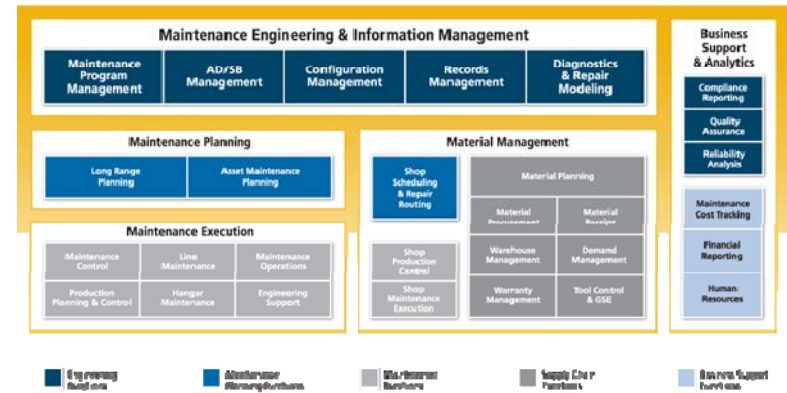 Maintenance Engineering & Information Management
Maintenance
Program
Management
AD/SB
Management
Configuration
Management
Records
Management
Diagnostics
& Repair
Modeling
Business
Support
& Analytics
Compliance
Reporting
Quality
Assurance
Reliability
Analysis
Maintenance Planning
Long Range
Planning
Asset Maintenance
Planning
Material Management
Shop
Scheduling
& Repair
Routing
Material Planning
Material
Procurement
Material
Receipt
Maintenance
Cost Tracking
Financial
Reporting
Human
Resources
Maintenance Execution
Maintenance
Control
Line
Maintenance
Maintenance
Operations
Production
Planning & Control
Hangar
Maintenance
Engineering
Support
Shop
Production
Control
Shop
Maintenance
Execution
Warehouse
Management
Demand
Management
Warranty
Management
Tool Control
& GSE